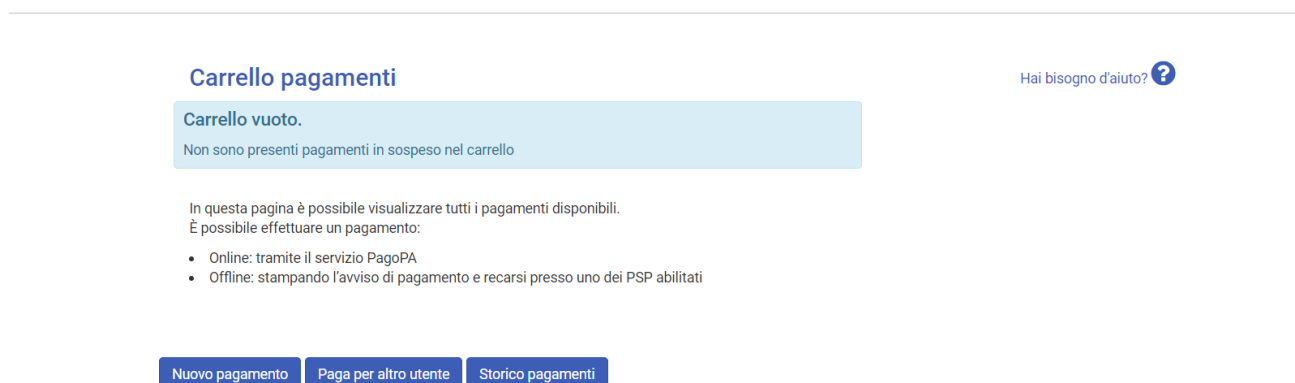 Carrello pagamenti
Hai bisogno d'aiuto? ?
Carrello vuoto.
Non sono presenti pagamenti in sospeso nel carrello
In questa pagina è possibile visualizzare tutti i pagamenti disponibili.
È possibile effettuare un pagamento:
• Online: tramite il servizio PagoPA
• Offline: stampando l'avviso di pagamento e recarsi presso uno dei PSP abilitati
Nuovo pagamento Paga per altro utente Storico pagamenti